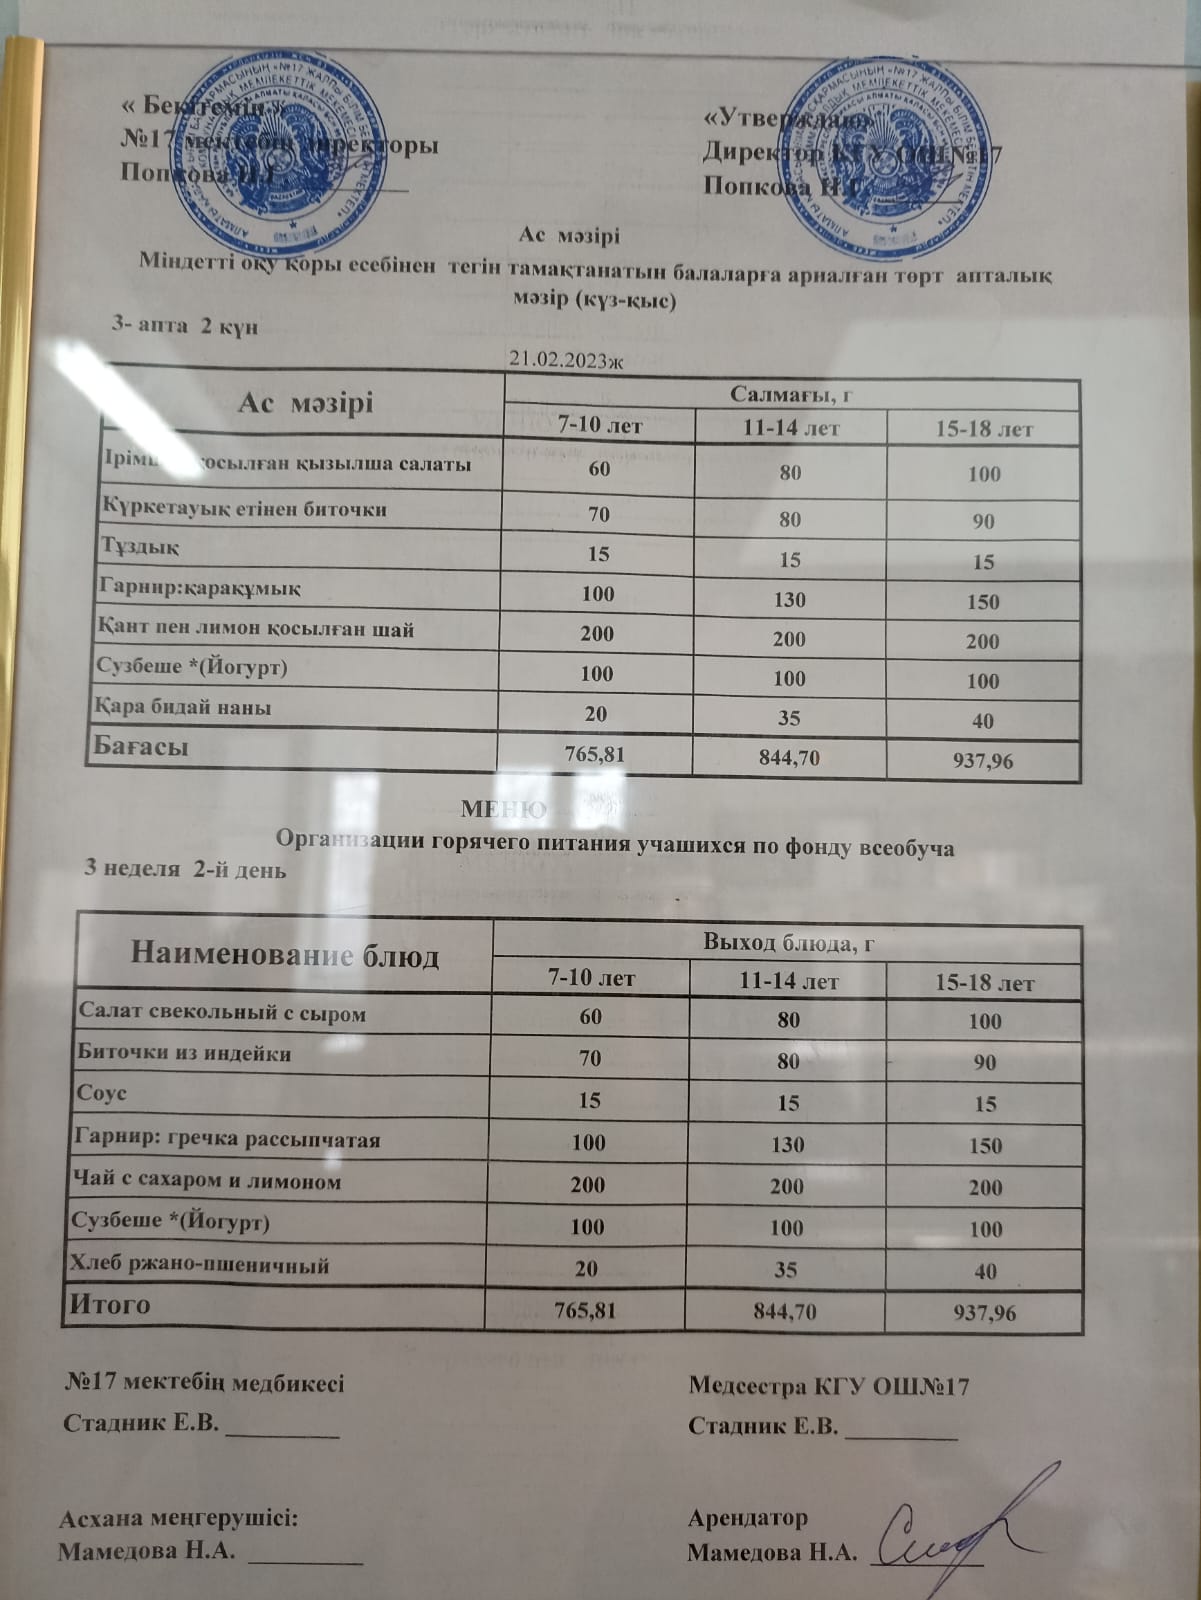 « Бекітемін »
№17 мектебің директоры
Попкова Н.Г. ______
«Утверждаю»
Директор КГУ ОШ№17
Попкова Н.Г. ______
Ас мәзірі
Міндетті оқу қоры есебінен тегін тамақтанатын балаларға арналған төрт апталық
мәзір (күз-қыс)
3- апта 2 күн
21.02.2023ж
Ас мәзірі Салмағы, г
7-10 лет 11-14 лет 15-18 лет
қосылған қызылша салаты 60 80 100
Күркетауық етінен биточки 70 80 90
Тұздық 15 15 15
Гарнир:қарақұмық 100 130 150
Қант пен лимон қосылған шай 200 200 200
Сузбеше *(Йогурт) 100 100 100
Қара бидай наны 20 35 40
Бағасы 765,81 844,70 937,96
МЕНЮ
Организации горячего питания учашихся по фонду всеобуча
3 неделя 2-й день
Наименование блюд Выход блюда, г
7-10 лет 11-14 лет 15-18 лет
Салат свекольный с сыром 60 80 100
Биточки из индейки 70 80 90
Соус 15 15 15
Гарнир: гречка рассыпчатая 100 130 150
Чай с сахаром и лимоном 200 200 200
Сузбеше *(Йогурт) 100 100 100
Хлеб ржано-пшеничный 20 35 40
Итого 765,81 844,70 937,96
№17 мектебің медбикесі
Стадник Е.В. _________
Медсестра КГУ ОШ№17
Стадник Е.В. _________
Асхана меңгерушісі:
Мамедова Н.А. _________
Арендатор
Мамедова Н.А. _________